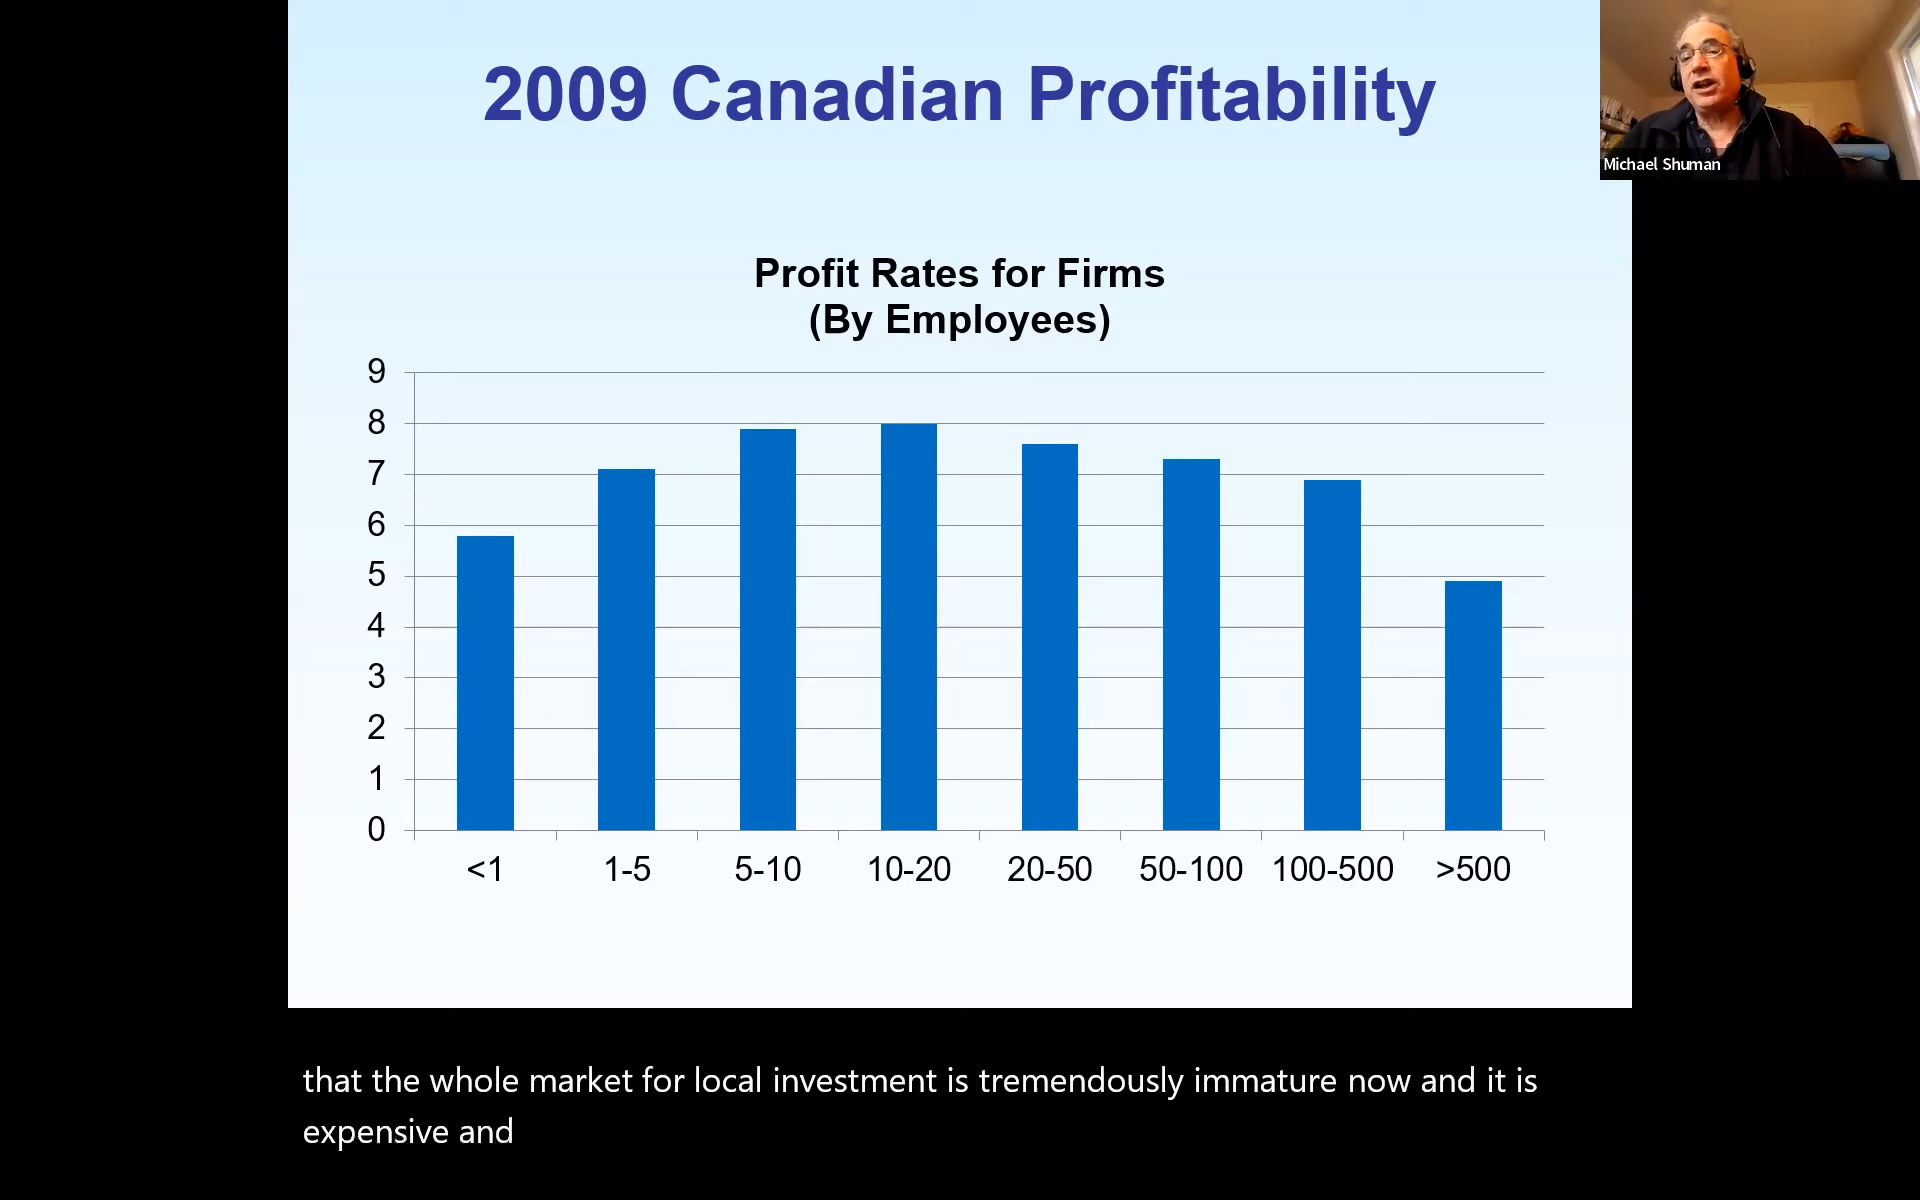 2009 Canadian Profitability
Michael Shuman
Profit Rates for Firms
(By Employees)
9
8
7
6
5
4
3
2
1
0
<1 1-5 5-10 10-20 20-50 50-100 100-500 >500
that the whole market for local investment is tremendously immature now and it is
expensive and